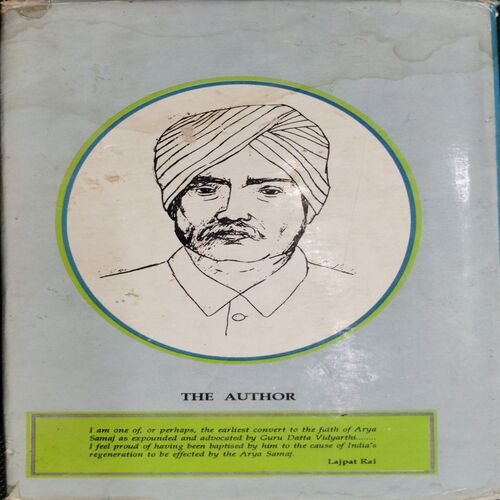 THE AUTHOR
I am one of, or perhaps, the earliest convert to the faith of Arya
Samaj as expounded and advocated by Guru Datta Vidyarthi........
I feel proud of having been baptised by him to the cause of India's
regeneration to be effected by the Arya Samaj.
Lajpat Rai